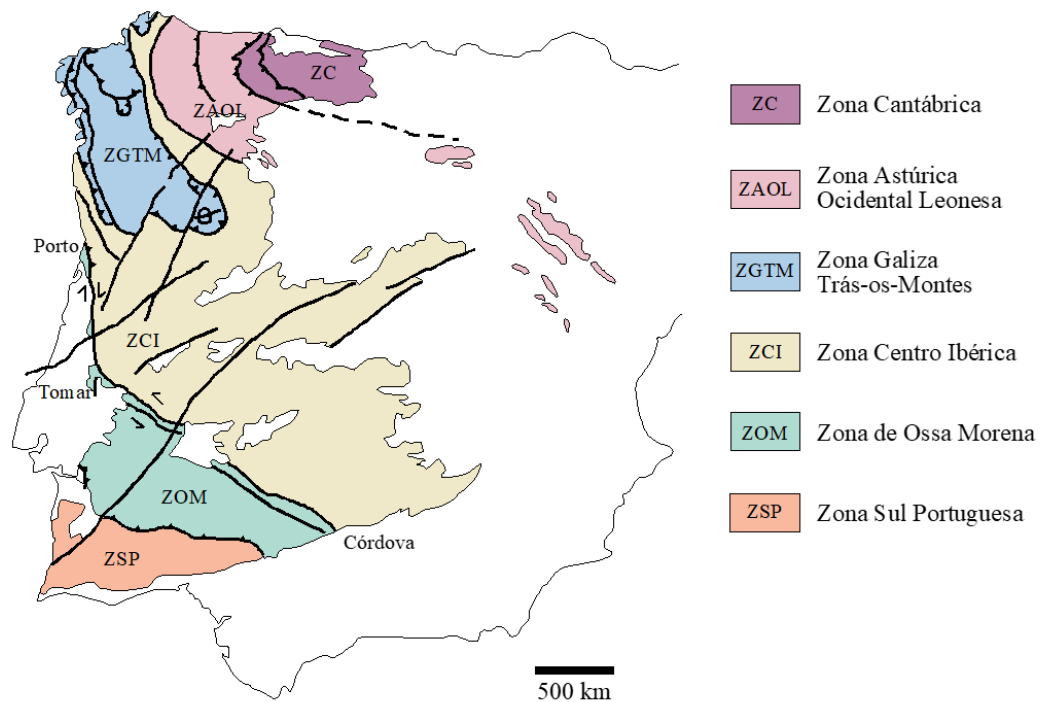 ZC
ZAOL
ZGTM
Porto
ZCI
Tomar
ZOM
Córdova
ZSP
500 km
ZC Zona Cantábrica
ZAOL Zona Astúrica
Ocidental Leonesa
ZGTM Zona Galiza
Trás-os-Montes
ZCI Zona Centro Ibérica
ZOM Zona de Ossa Morena
ZSP Zona Sul Portuguesa